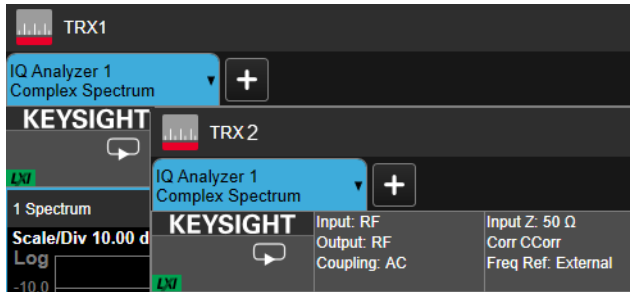 TRX1
IQ Analyzer 1
Complex Spectrum
+
KEYSIGHT
LXI
1 Spectrum
Scale/Div 10.00 d
Log
-10.0
TRX2
IQ Analyzer 1
Complex Spectrum
+
KEYSIGHT
LXI
Input: RF
Output: RF
Coupling: AC
Input Z: 50 Ω
Corr CCorr
Freq Ref: External